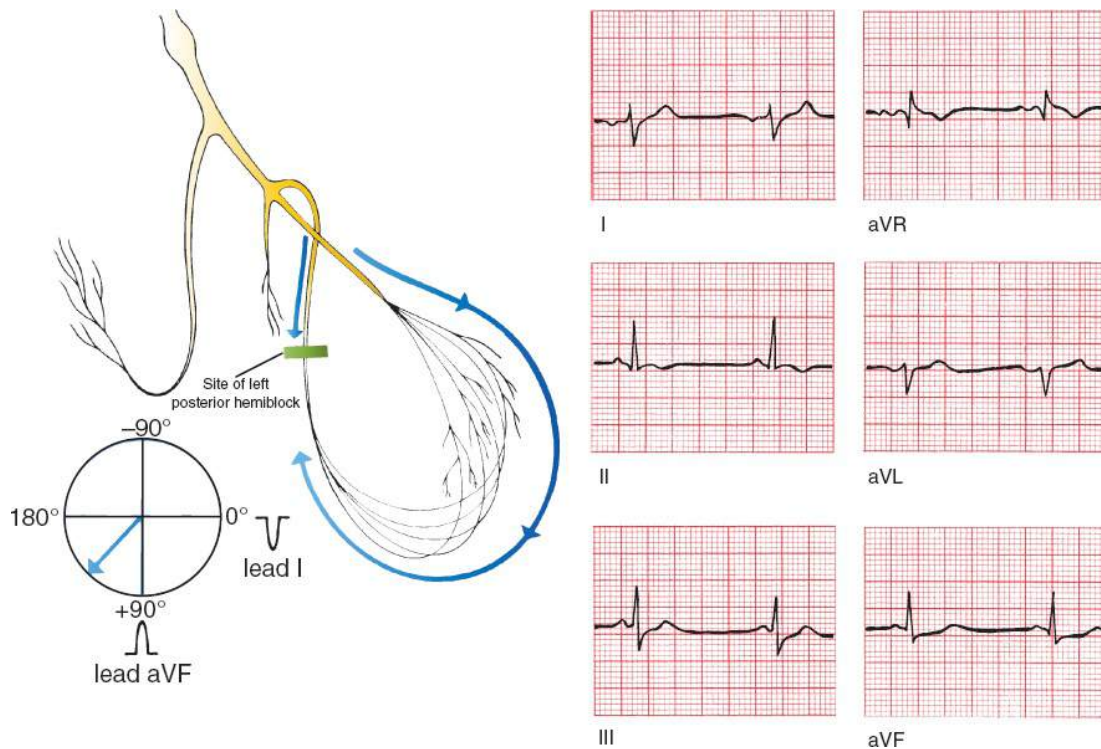 Site of left
posterior hemiblock
–90°
180°
0°
+90°
lead I
lead aVF
I
aVR
II
aVL
III
aVF